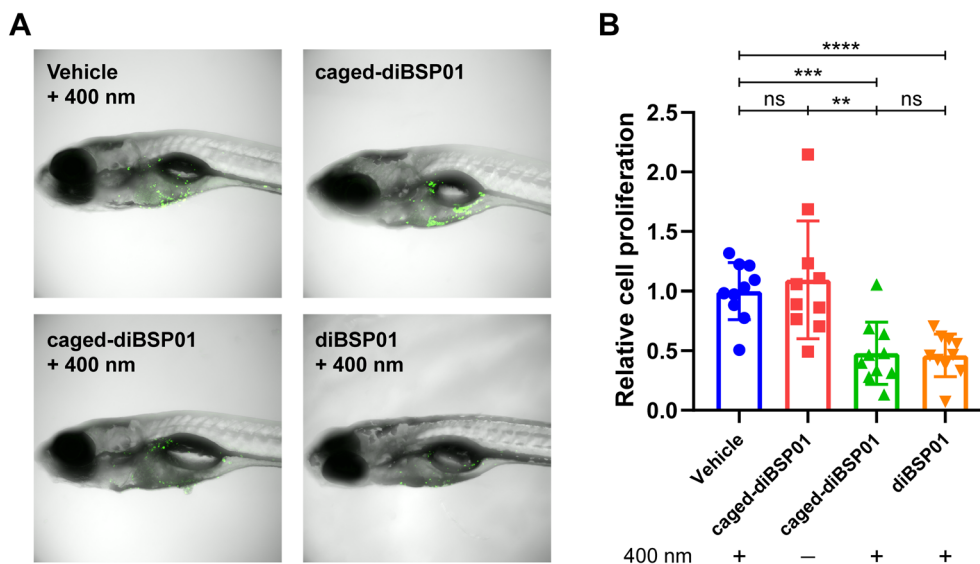 A
Vehicle
+ 400 nm
caged-diBSP01
caged-diBSP01
+ 400 nm
diBSP01
+ 400 nm
B
****
***
ns
**
ns
Relative cell proliferation
2.5
2.0
1.5
1.0
0.5
0.0
Vehicle
caged-diBSP01
caged-diBSP01
diBSP01
400 nm + – + +